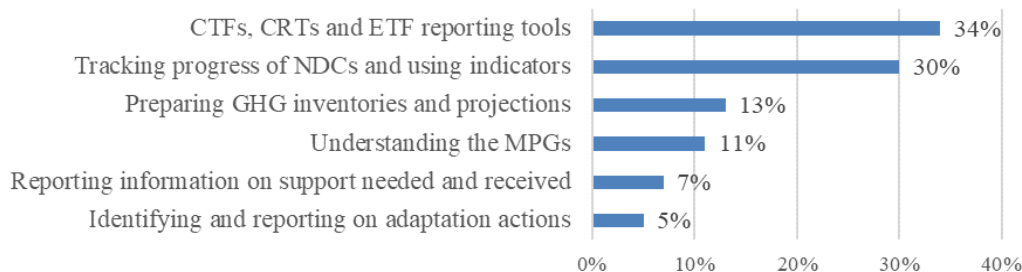 CTFs, CRTs and ETF reporting tools 34%
Tracking progress of NDCs and using indicators 30%
Preparing GHG inventories and projections 13%
Understanding the MPGs 11%
Reporting information on support needed and received 7%
Identifying and reporting on adaptation actions 5%
0% 10% 20% 30% 40%